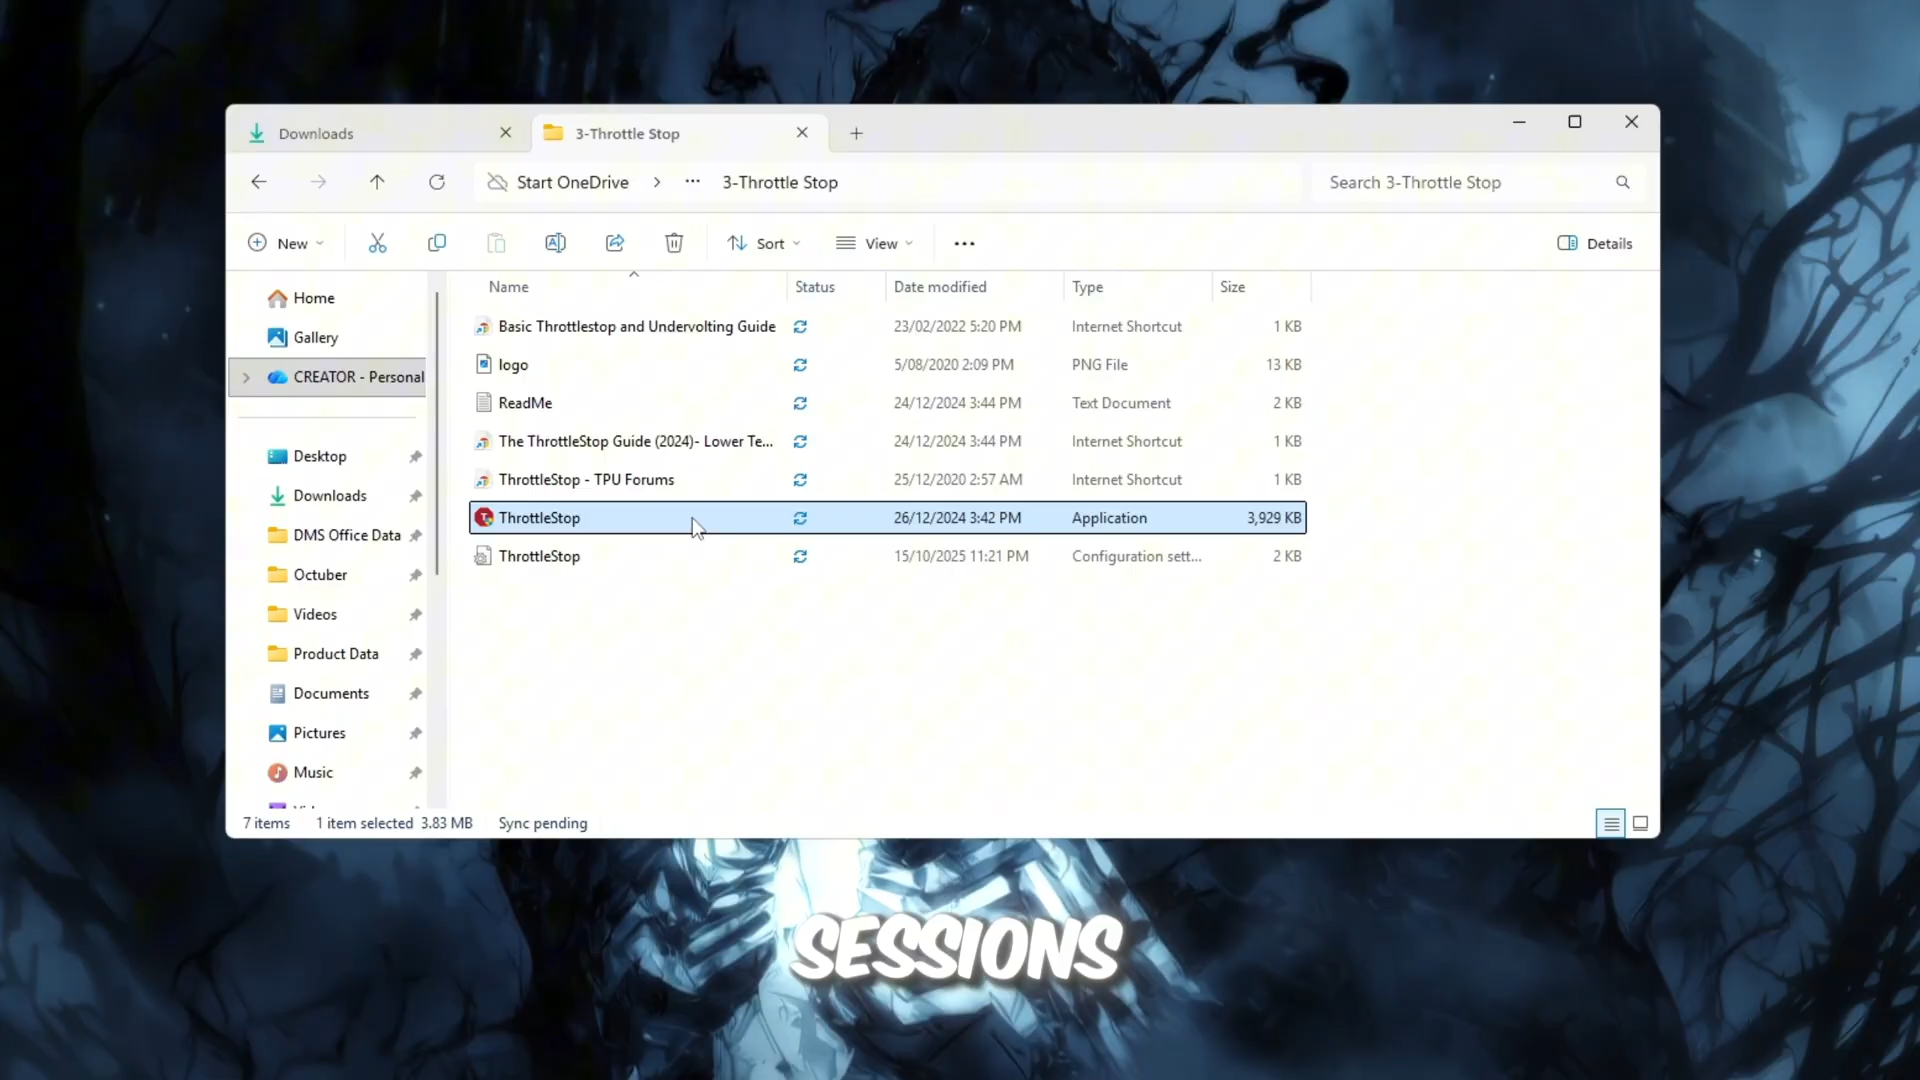 Downloads
3-Throttle Stop
Start OneDrive > ··· 3-Throttle Stop
Search 3-Throttle Stop
New
Sort
View
Details
Name Status Date modified Type Size
Home
Gallery
CREATOR - Personal
Desktop
Downloads
DMS Office Data
Octuber
Videos
Product Data
Documents
Pictures
Music
Basic Throttlestop and Undervolting Guide 23/02/2022 5:20 PM Internet Shortcut 1 KB
logo 5/08/2020 2:09 PM PNG File 13 KB
ReadMe 24/12/2024 3:44 PM Text Document 2 KB
The ThrottleStop Guide (2024)- Lower Te... 24/12/2024 3:44 PM Internet Shortcut 1 KB
ThrottleStop - TPU Forums 25/12/2020 2:57 AM Internet Shortcut 1 KB
ThrottleStop 26/12/2024 3:42 PM Application 3,929 KB
ThrottleStop 15/10/2025 11:21 PM Configuration sett... 2 KB
7 items 1 item selected 3.83 MB Sync pending
SESSIONS